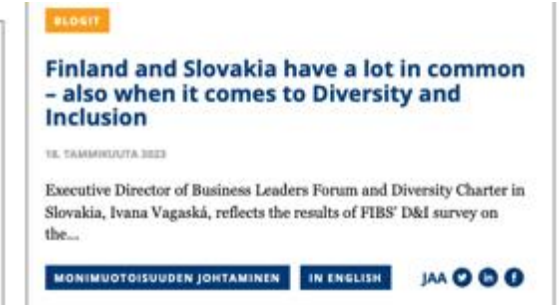 BLOGIT
Finland and Slovakia have a lot in common
– also when it comes to Diversity and
Inclusion
18. TAMMIKUUTA 2023
Executive Director of Business Leaders Forum and Diversity Charter in
Slovakia, Ivana Vagaská, reflects the results of FIBS' D&I survey on
the...
MONIMUOTOISUUDEN JOHTAMINEN IN ENGLISH JAA